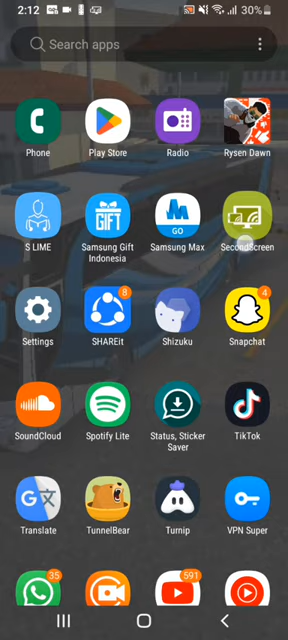 2:12
30%
Search apps
Phone
Play Store
Radio
Rysen Dawn
S LIME
GIFT
Samsung Gift
Indonesia
GO
Samsung Max
SecondScreen
Settings
8
SHAREit
Shizuku
4
Snapchat
SoundCloud
Spotify Lite
Status, Sticker
Saver
TikTok
Translate
TunnelBear
Turnip
VPN Super
35
591